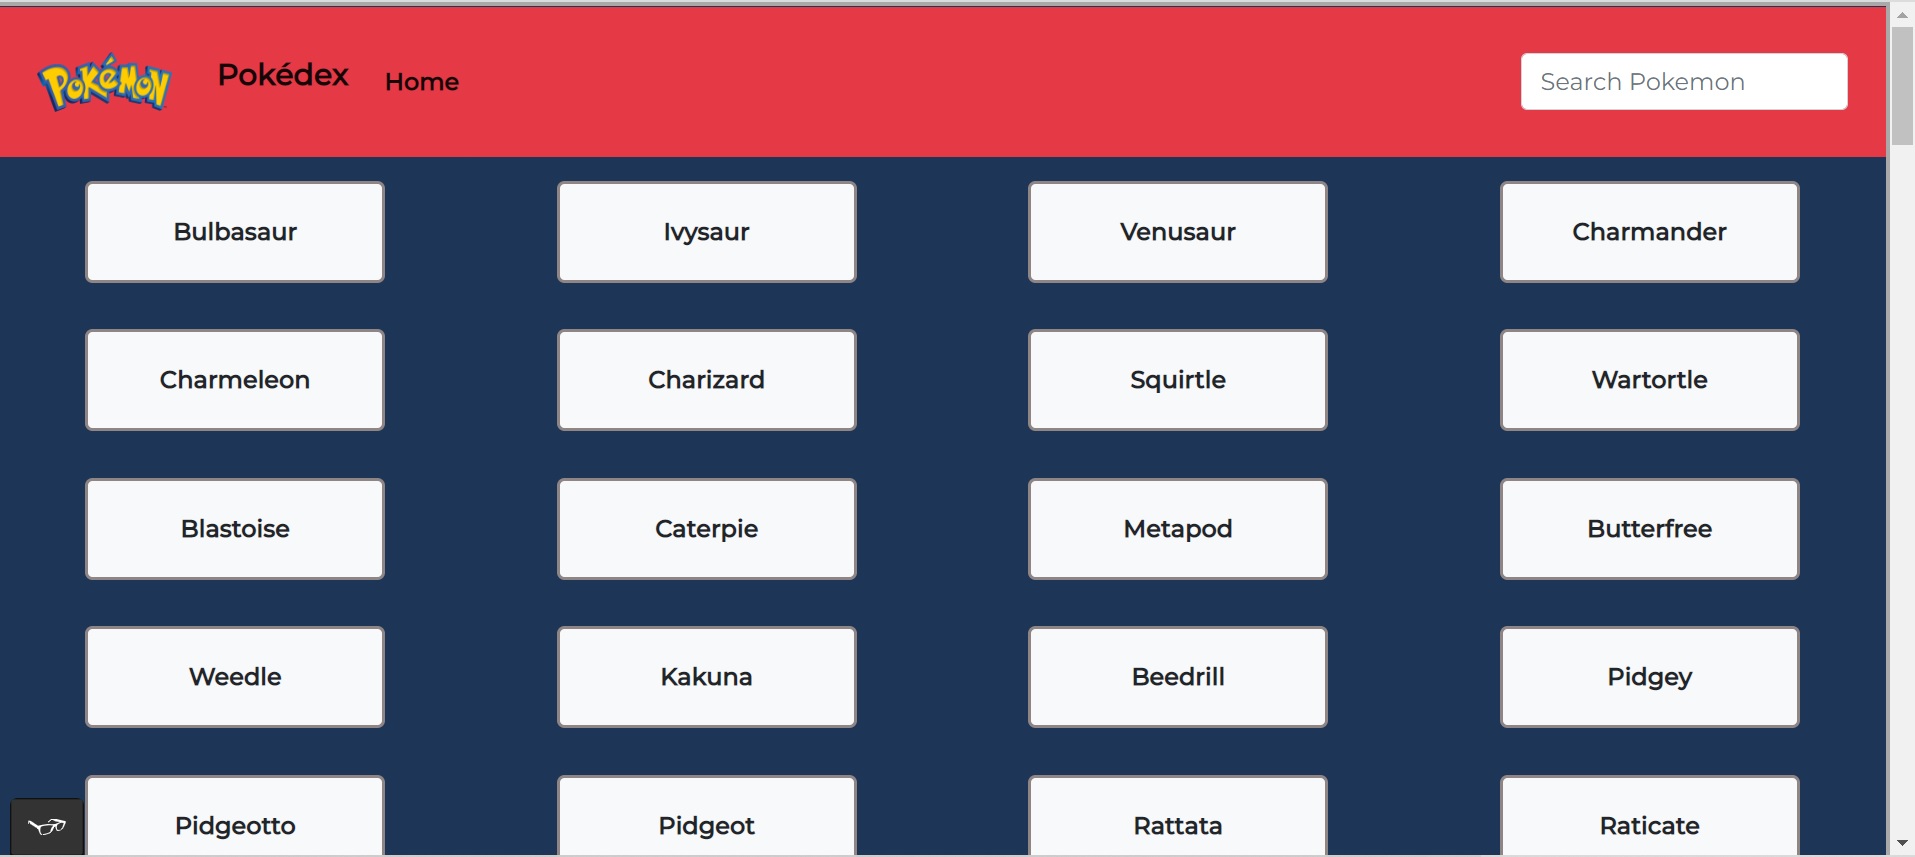 POKéMON
Pokédex
Home
Search Pokemon
Bulbasaur
Ivysaur
Venusaur
Charmander
Charmeleon
Charizard
Squirtle
Wartortle
Blastoise
Caterpie
Metapod
Butterfree
Weedle
Kakuna
Beedrill
Pidgey
Pidgeotto
Pidgeot
Rattata
Raticate